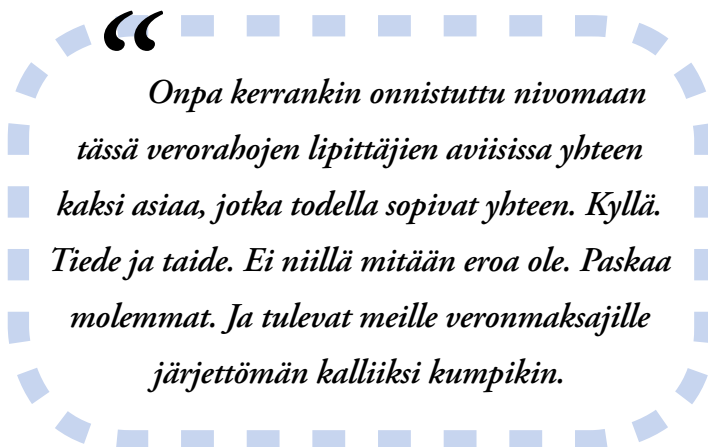 “
Onpa kerrankin onnistuttu nivomaan
tässä verorahojen lipittäjien aviisissa yhteen
kaksi asiaa, jotka todella sopivat yhteen. Kyllä.
Tiede ja taide. Ei niillä mitään eroa ole. Paskaa
molemmat. Ja tulevat meille veronmaksajille
järjettömän kalliiksi kumpikin.